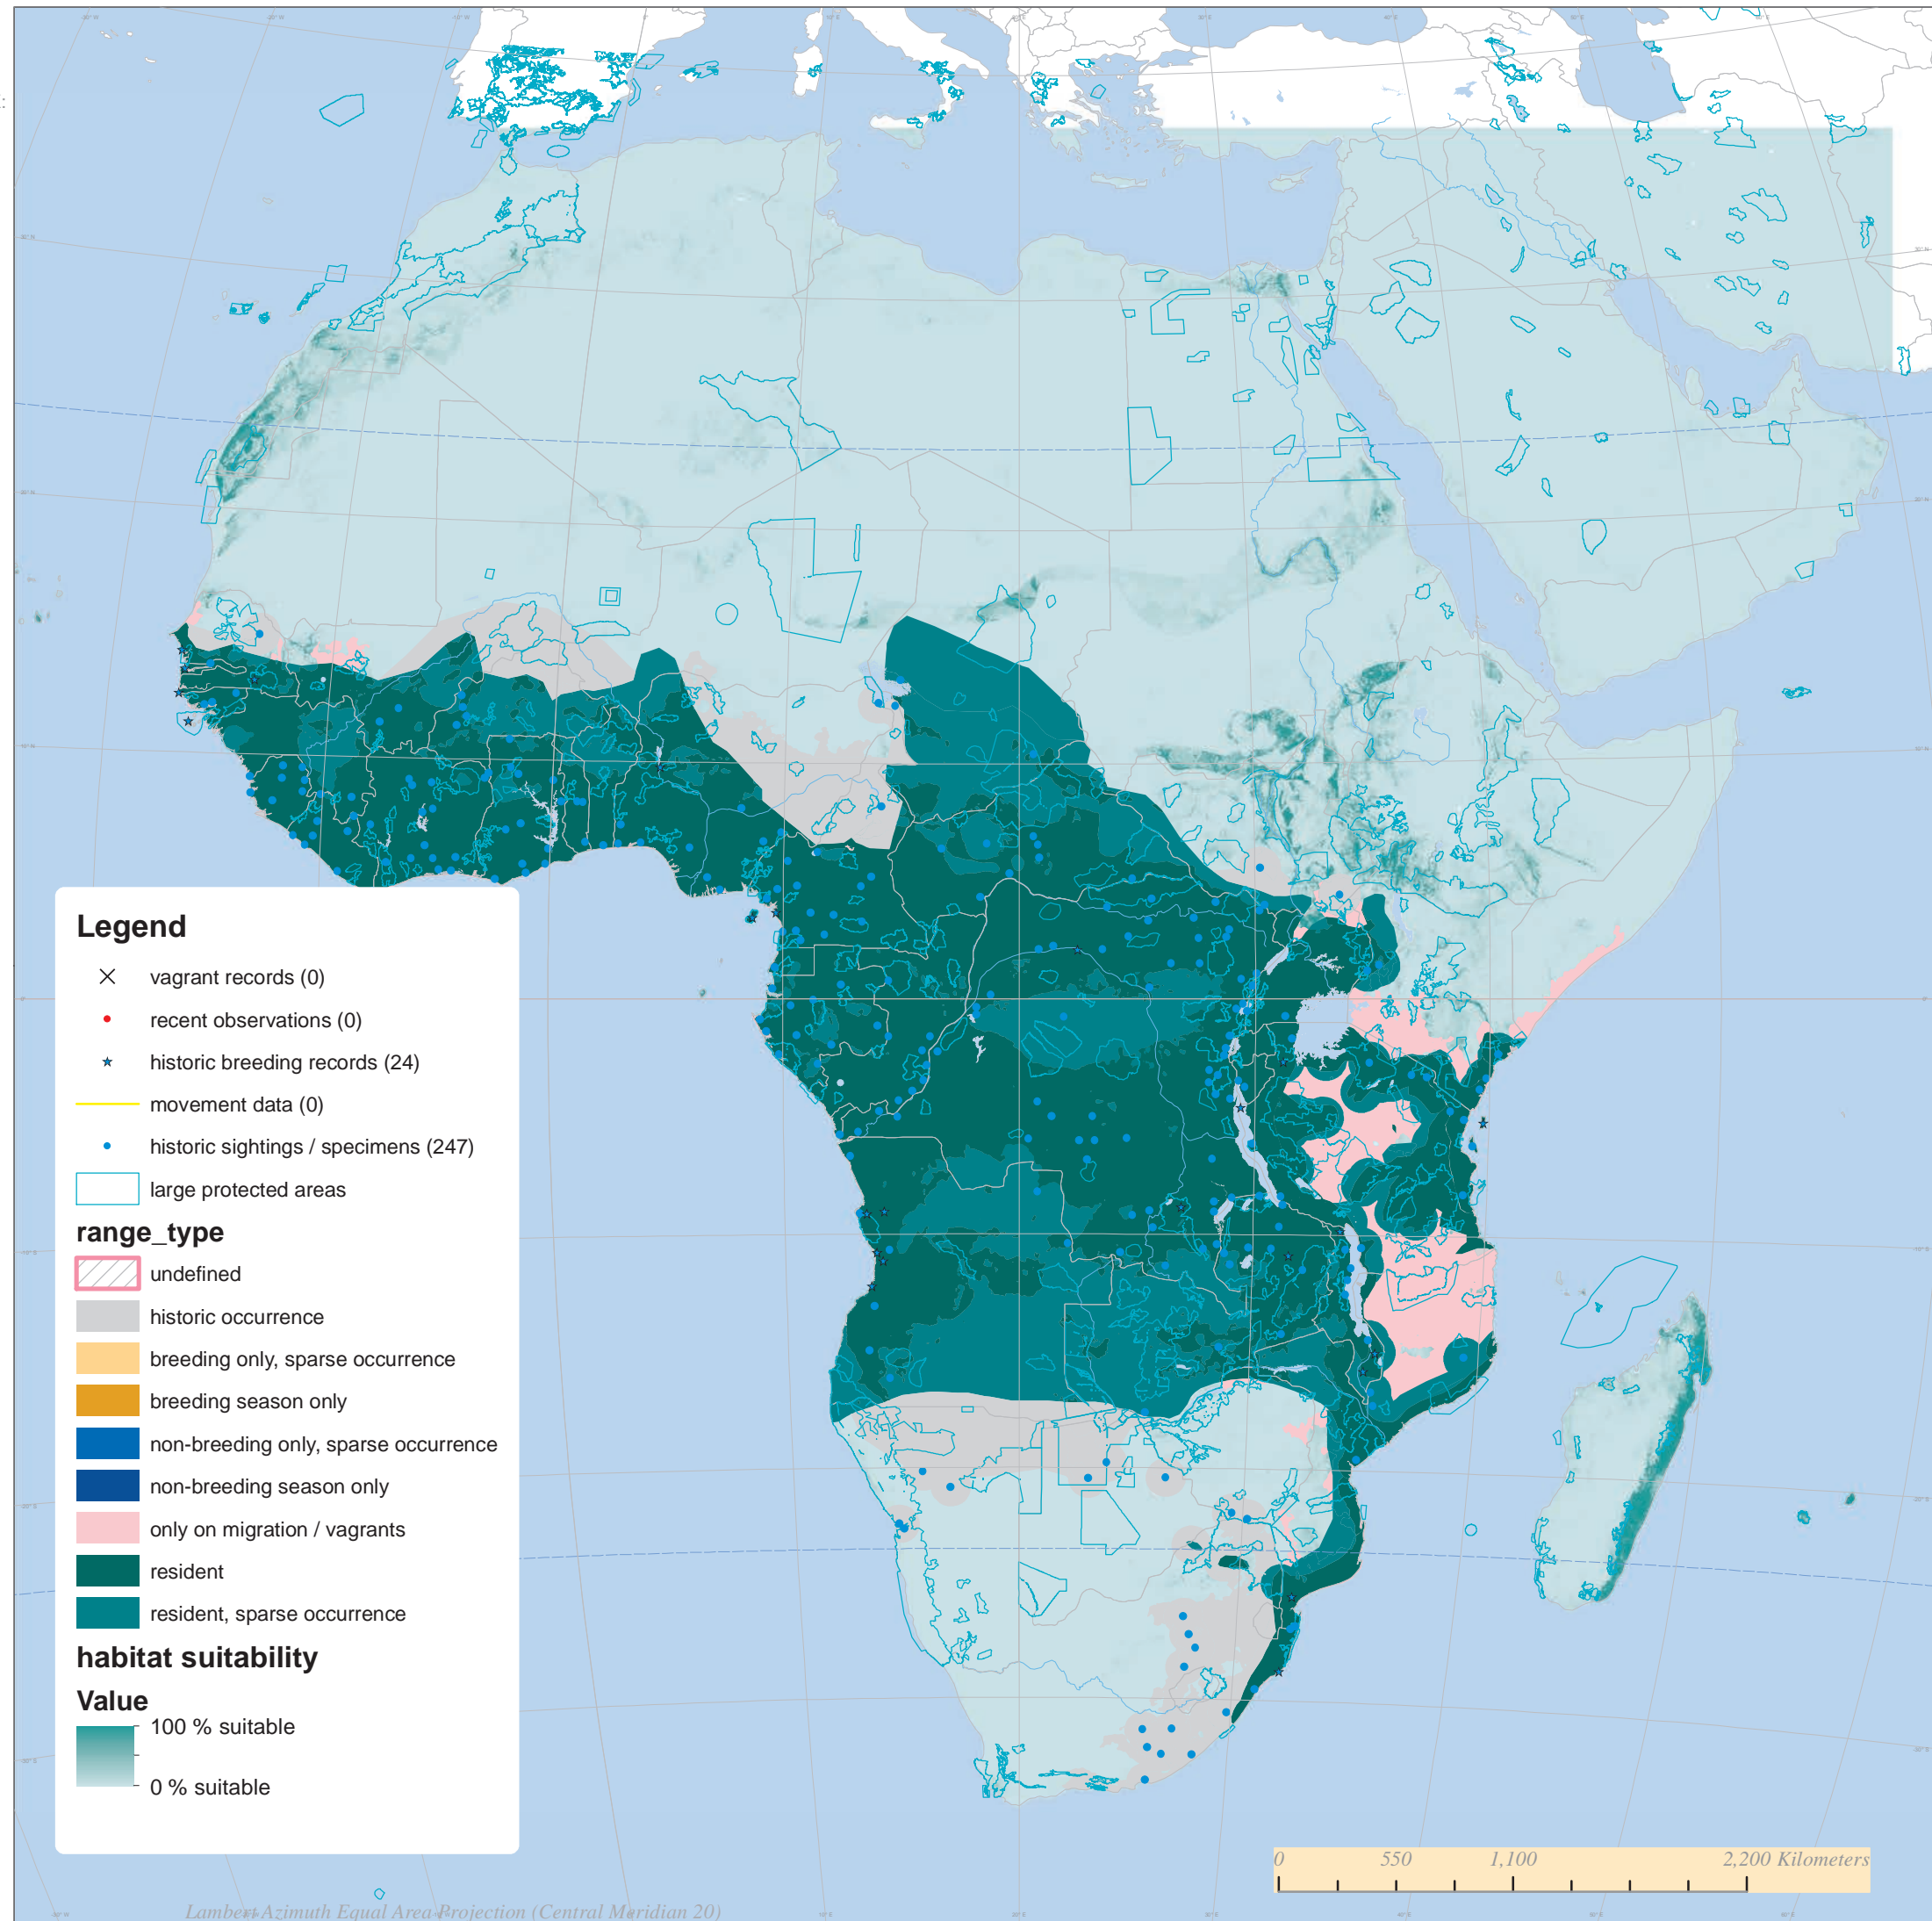 Legend
vagrant records (0)
recent observations (0)
historic breeding records (24)
movement data (0)
historic sightings / specimens (247)
large protected areas
range_type
undefined
historic occurrence
breeding only, sparse occurrence
breeding season only
non-breeding only, sparse occurrence
non-breeding season only
only on migration / vagrants
resident
resident, sparse occurrence
habitat suitability
Value
100 % suitable
0 % suitable
0 550 1,100 2,200 Kilometers
Lambert Azimuth Equal Area Projection (Central Meridian 20)